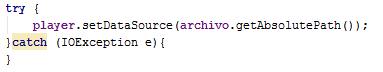 try {
    player.setDataSource(archivo.getAbsolutePath());
}catch (IOException e){
}